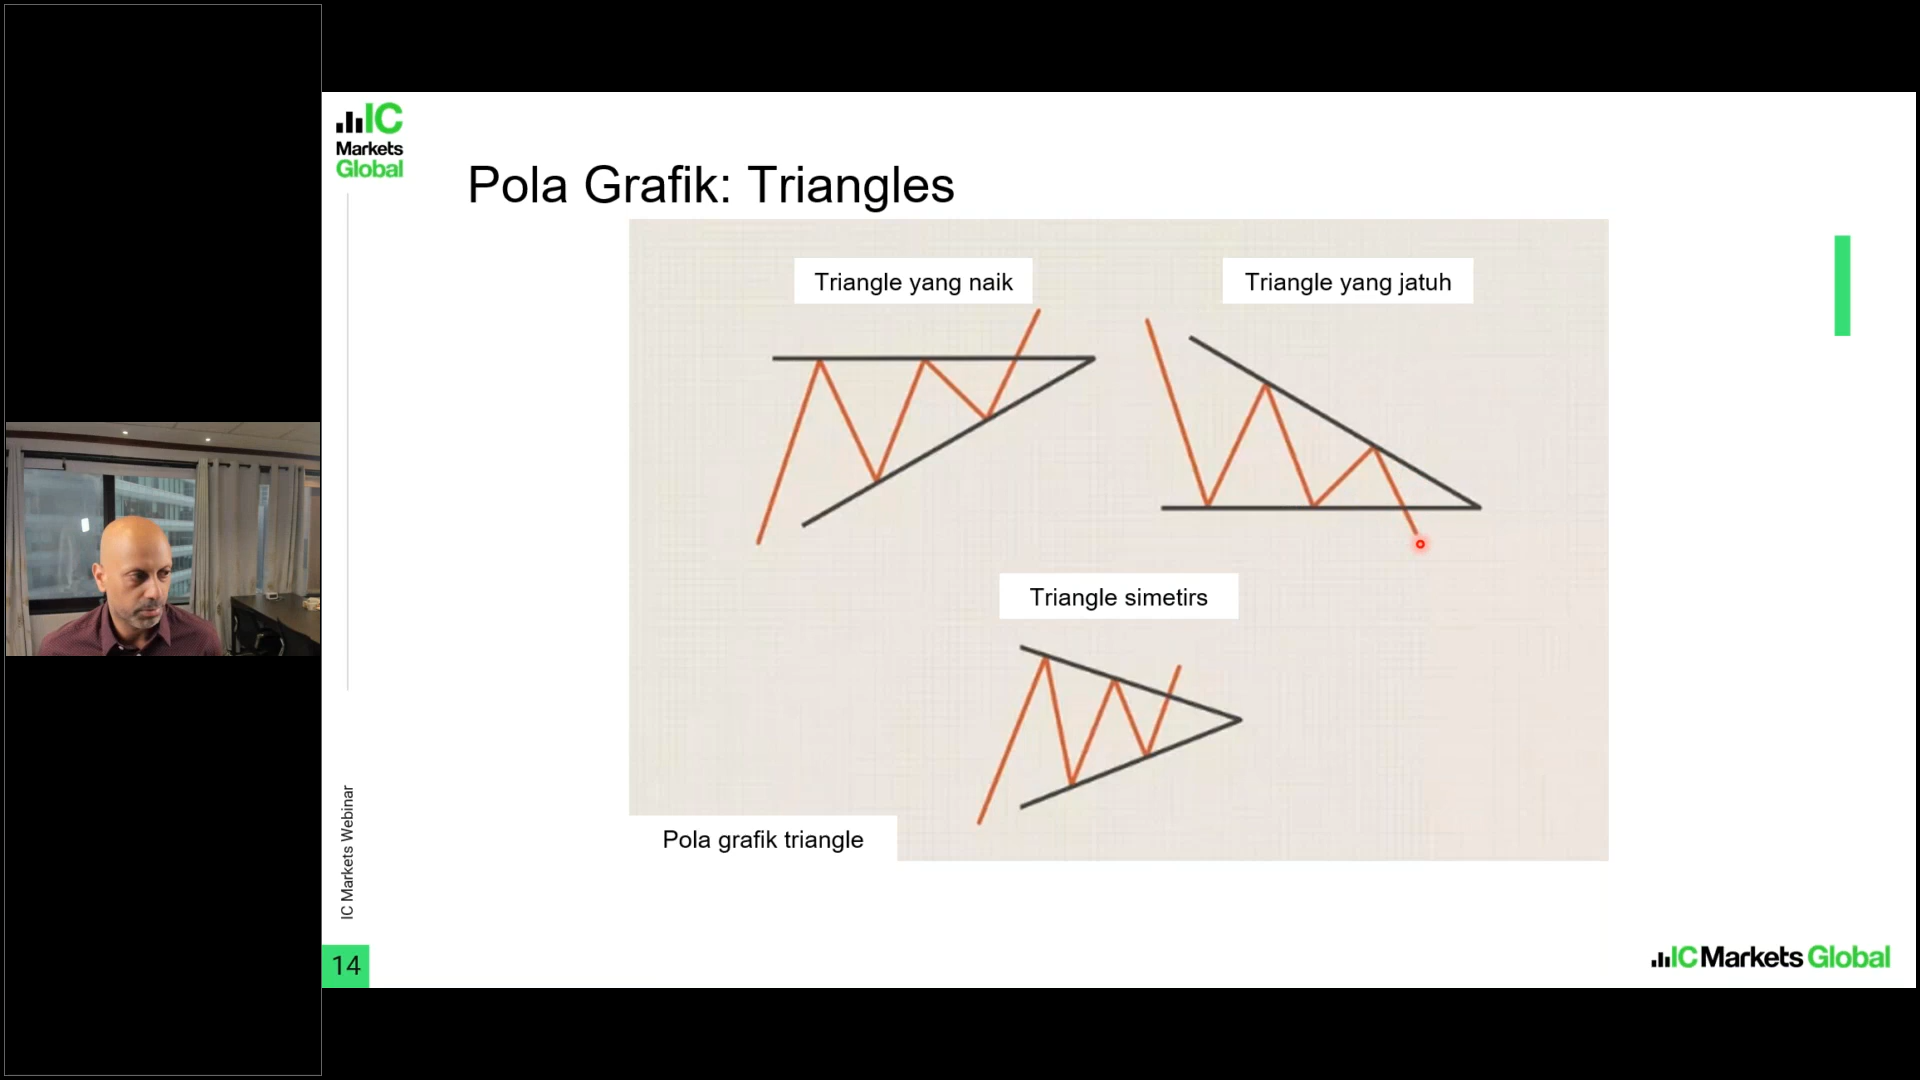 IC
Markets
Global
Pola Grafik: Triangles
Triangle yang naik
Triangle yang jatuh
Triangle simetirs
Pola grafik triangle
IC Markets Webinar
14
IC Markets Global